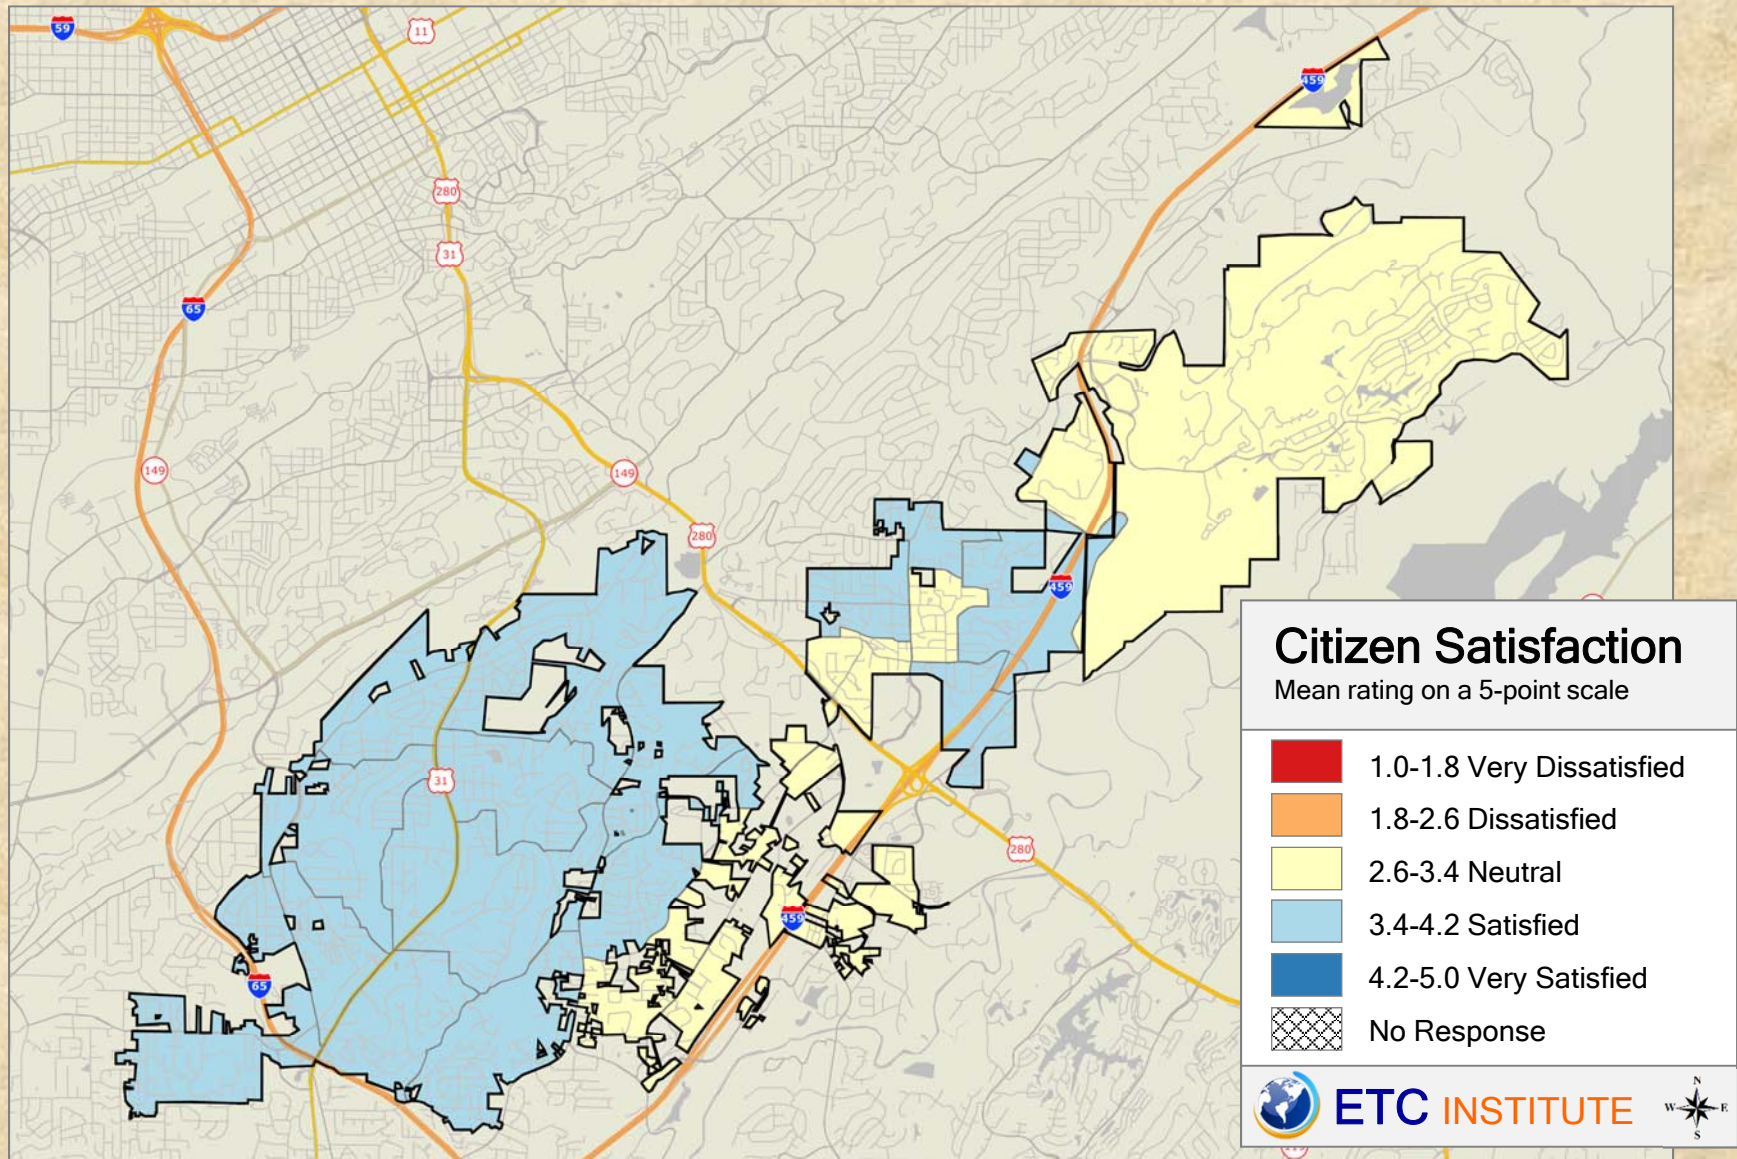 59
11
459
280
31
65
149
149
280
459
31
280
459
65
Citizen Satisfaction
Mean rating on a 5-point scale
1.0-1.8 Very Dissatisfied
1.8-2.6 Dissatisfied
2.6-3.4 Neutral
3.4-4.2 Satisfied
4.2-5.0 Very Satisfied
No Response
ETC INSTITUTE
N
W E
S